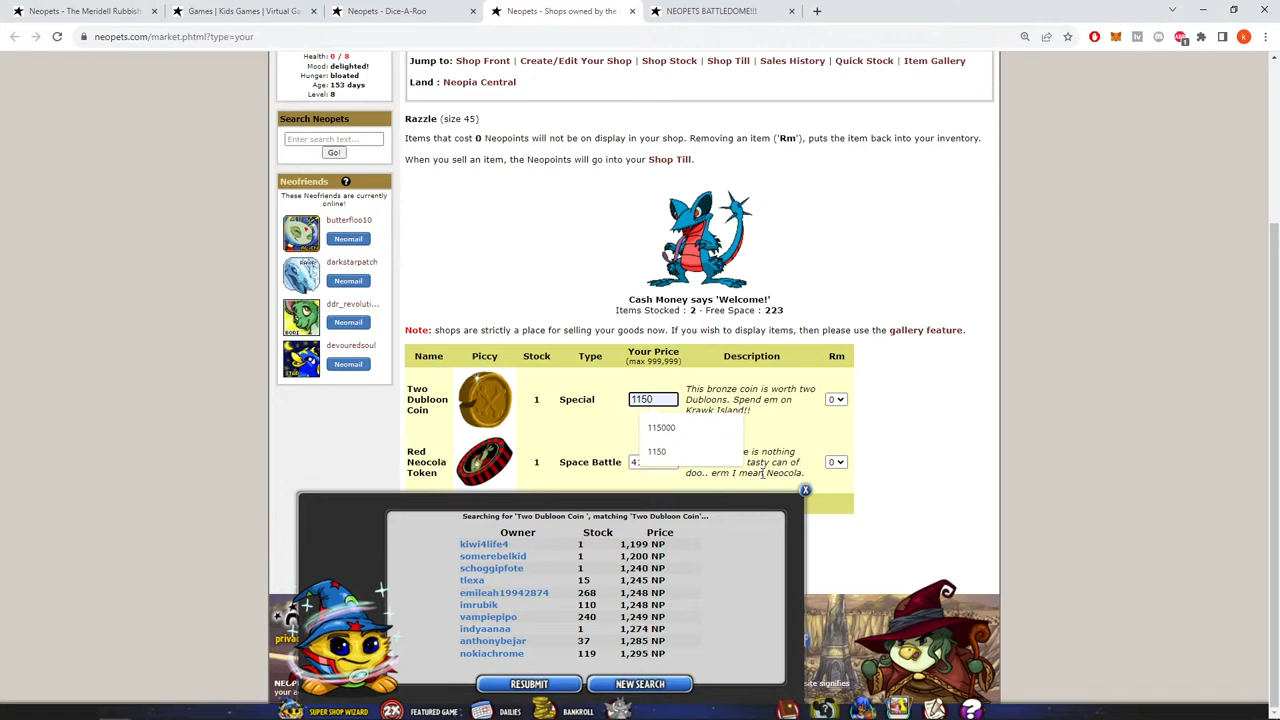 Neopets - The Meridell Rubbish
Games | Kids Games | Virtual G
Neopets - Dice-A-Roo
Neopets - Shops owned by the
NEOPETS BATTLEDOME!!!
neopets.com/market.phtml?type=your
Health: 0 / 8
Mood: delighted!
Hunger: bloated
Age: 153 days
Level: 8
Jump to: Shop Front | Create/Edit Your Shop | Shop Stock | Shop Till | Sales History | Quick Stock | Item Gallery
Land : Neopia Central
Search Neopets
Enter search text...
Go!
Neofriends ?
These Neofriends are currently online!
butterfloo10
Neomail
darkstarpatch
Neomail
ddr_revoluti...
Neomail
devouredsoul
Neomail
Razzle (size 45)
Items that cost 0 Neopoints will not be on display in your shop. Removing an item ('Rm'), puts the item back into your inventory.
When you sell an item, the Neopoints will go into your Shop Till.
Cash Money says 'Welcome!'
Items Stocked : 2 · Free Space : 223
Note: shops are strictly a place for selling your goods now. If you wish to display items, then please use the gallery feature.
Name Piccy Stock Type Your Price Description Rm
(max 999,999)
Two Dubloon Coin
1
Special
1150
This bronze coin is worth two Dubloons. Spend em on Krawk Island!!
0
115000
1150
Red Neocola Token
1
Space Battle
e is nothing
tasty can of
doo.. erm I mean Neocola.
0
X
Searching for 'Two Dubloon Coin ', matching 'Two Dubloon Coin'...
Owner Stock Price
kiwi4life4 1 1,199 NP
somerebelkid 1 1,200 NP
schoggipfote 1 1,240 NP
tlexa 15 1,245 NP
emileah19942874 268 1,248 NP
imrubik 110 1,248 NP
vampiepipo 240 1,249 NP
indyaanaa 1 1,274 NP
anthonybejar 37 1,285 NP
nokiachrome 119 1,295 NP
RESUBMIT
NEW SEARCH
SUPER SHOP WIZARD
2X FEATURED GAME
DAILIES
BANKROLL